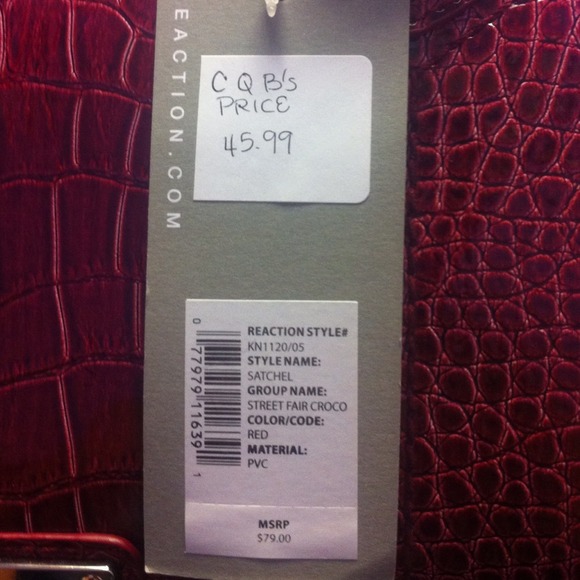 EACTION.COM
C Q B's
PRICE
45.99
REACTION STYLE#
KN1120/05
STYLE NAME:
SATCHEL
GROUP NAME:
STREET FAIR CROCO
COLOR/CODE:
RED
MATERIAL:
PVC
0 77979 11639 1
MSRP
$79.00